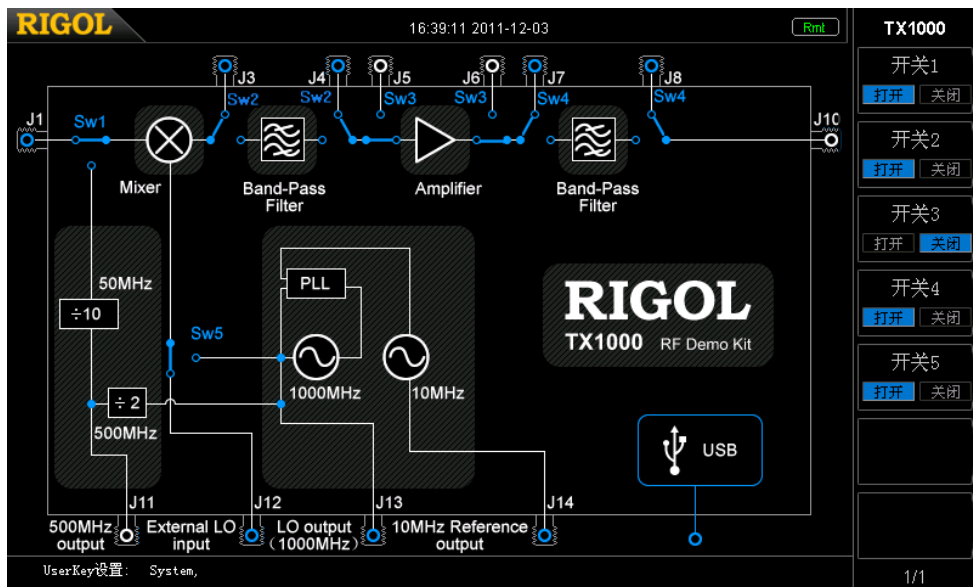 RIGOL
16:39:11 2011-12-03
Rmt
TX1000
J3
J4
J5
J6
J7
J8
Sw2
Sw2
Sw3
Sw3
Sw4
Sw4
J1
Sw1
J10
Mixer
Band-Pass
Filter
Amplifier
Band-Pass
Filter
50MHz
÷10
Sw5
PLL
1000MHz
10MHz
÷ 2
500MHz
RIGOL
TX1000 RF Demo Kit
USB
J11
J12
J13
J14
500MHz
output
External LO
input
LO output
(1000MHz)
10MHz Reference
output
UserKey设置: System,
开关1
打开 关闭
开关2
打开 关闭
开关3
打开 关闭
开关4
打开 关闭
开关5
打开 关闭
1/1